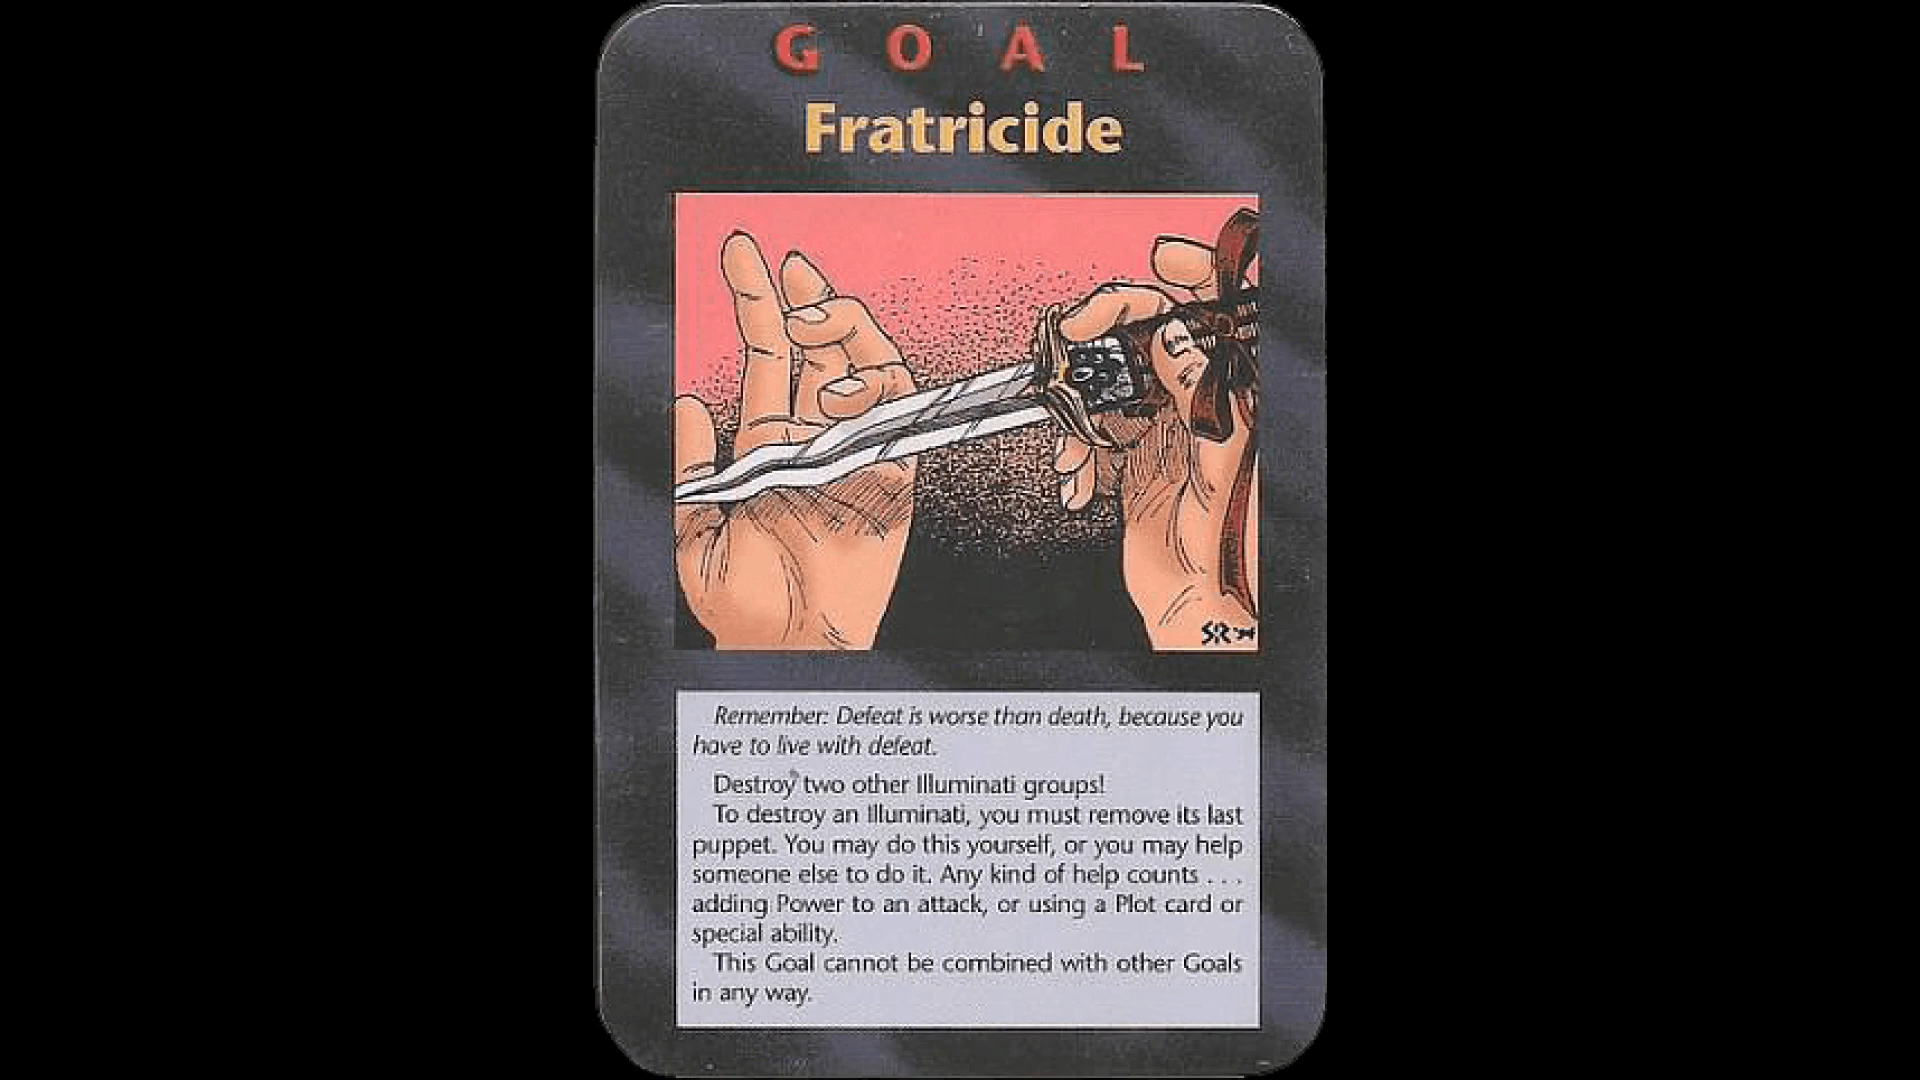 GOAL
Fratricide
SR '94
Remember: Defeat is worse than death, because you
have to live with defeat.
Destroy two other Illuminati groups!
To destroy an Illuminati, you must remove its last
puppet. You may do this yourself, or you may help
someone else to do it. Any kind of help counts . . .
adding Power to an attack, or using a Plot card or
special ability.
This Goal cannot be combined with other Goals
in any way.